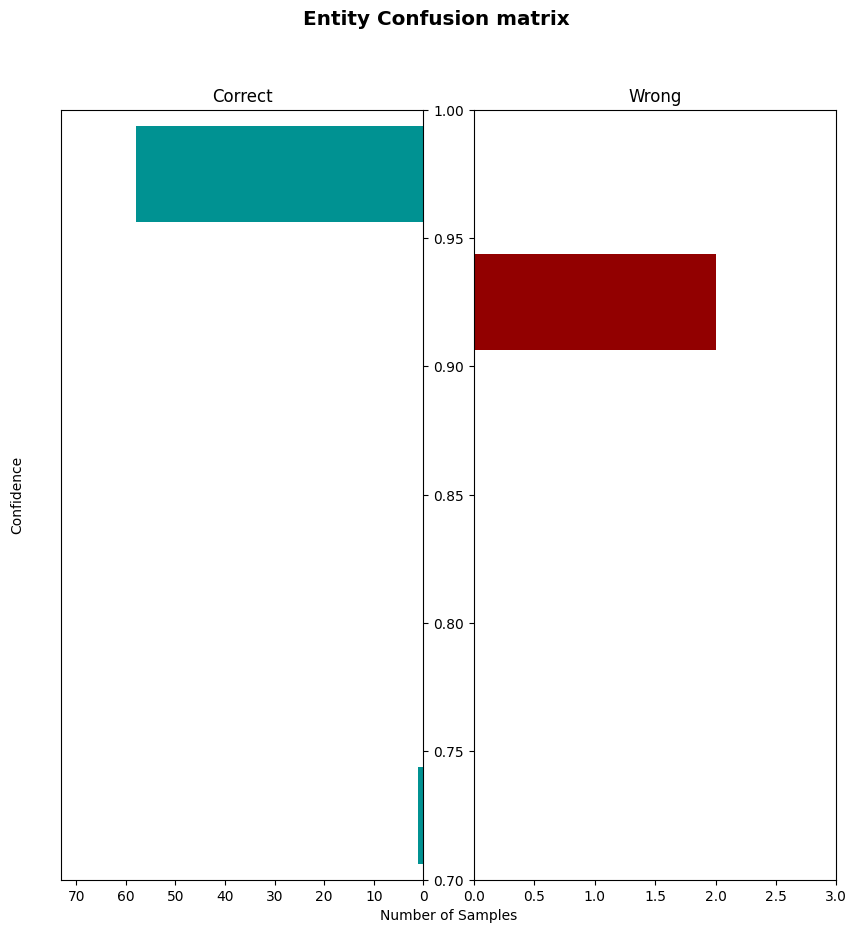 Entity Confusion matrix
Correct
Wrong
Confidence
1.00
0.95
0.90
0.85
0.80
0.75
0.70
70 60 50 40 30 20 10 0
0.0 0.5 1.0 1.5 2.0 2.5 3.0
Number of Samples